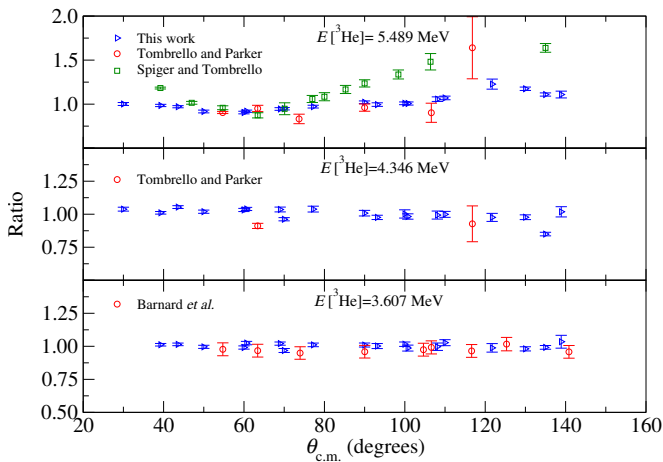 2.0
This work
Tombrello and Parker
Spiger and Tombrello
E[³He]= 5.489 MeV
1.5
1.0
Tombrello and Parker
E[³He]=4.346 MeV
1.25
1.00
0.75
Ratio
Barnard et al.
E[³He]=3.607 MeV
1.25
1.00
0.75
0.50
20 40 60 80 100 120 140 160
θc.m. (degrees)